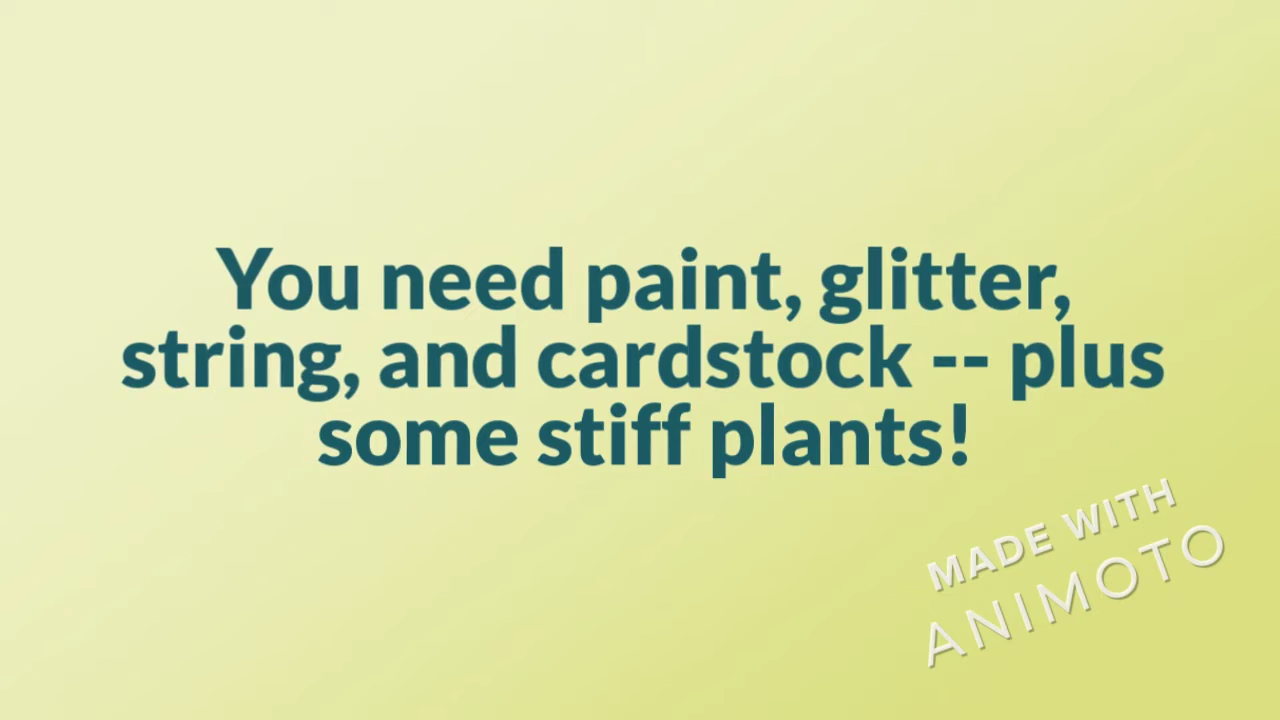 You need paint, glitter,
string, and cardstock -- plus
some stiff plants!
MADE WITH
ANIMOTO